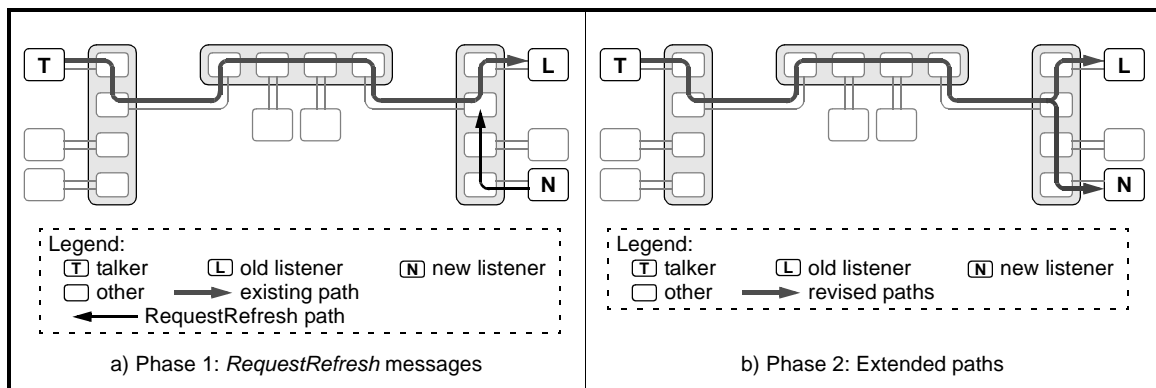 T L
N
Legend:
T talker L old listener N new listener
other existing path
RequestRefresh path
a) Phase 1: RequestRefresh messages
T L
N
Legend:
T talker L old listener N new listener
other revised paths
b) Phase 2: Extended paths